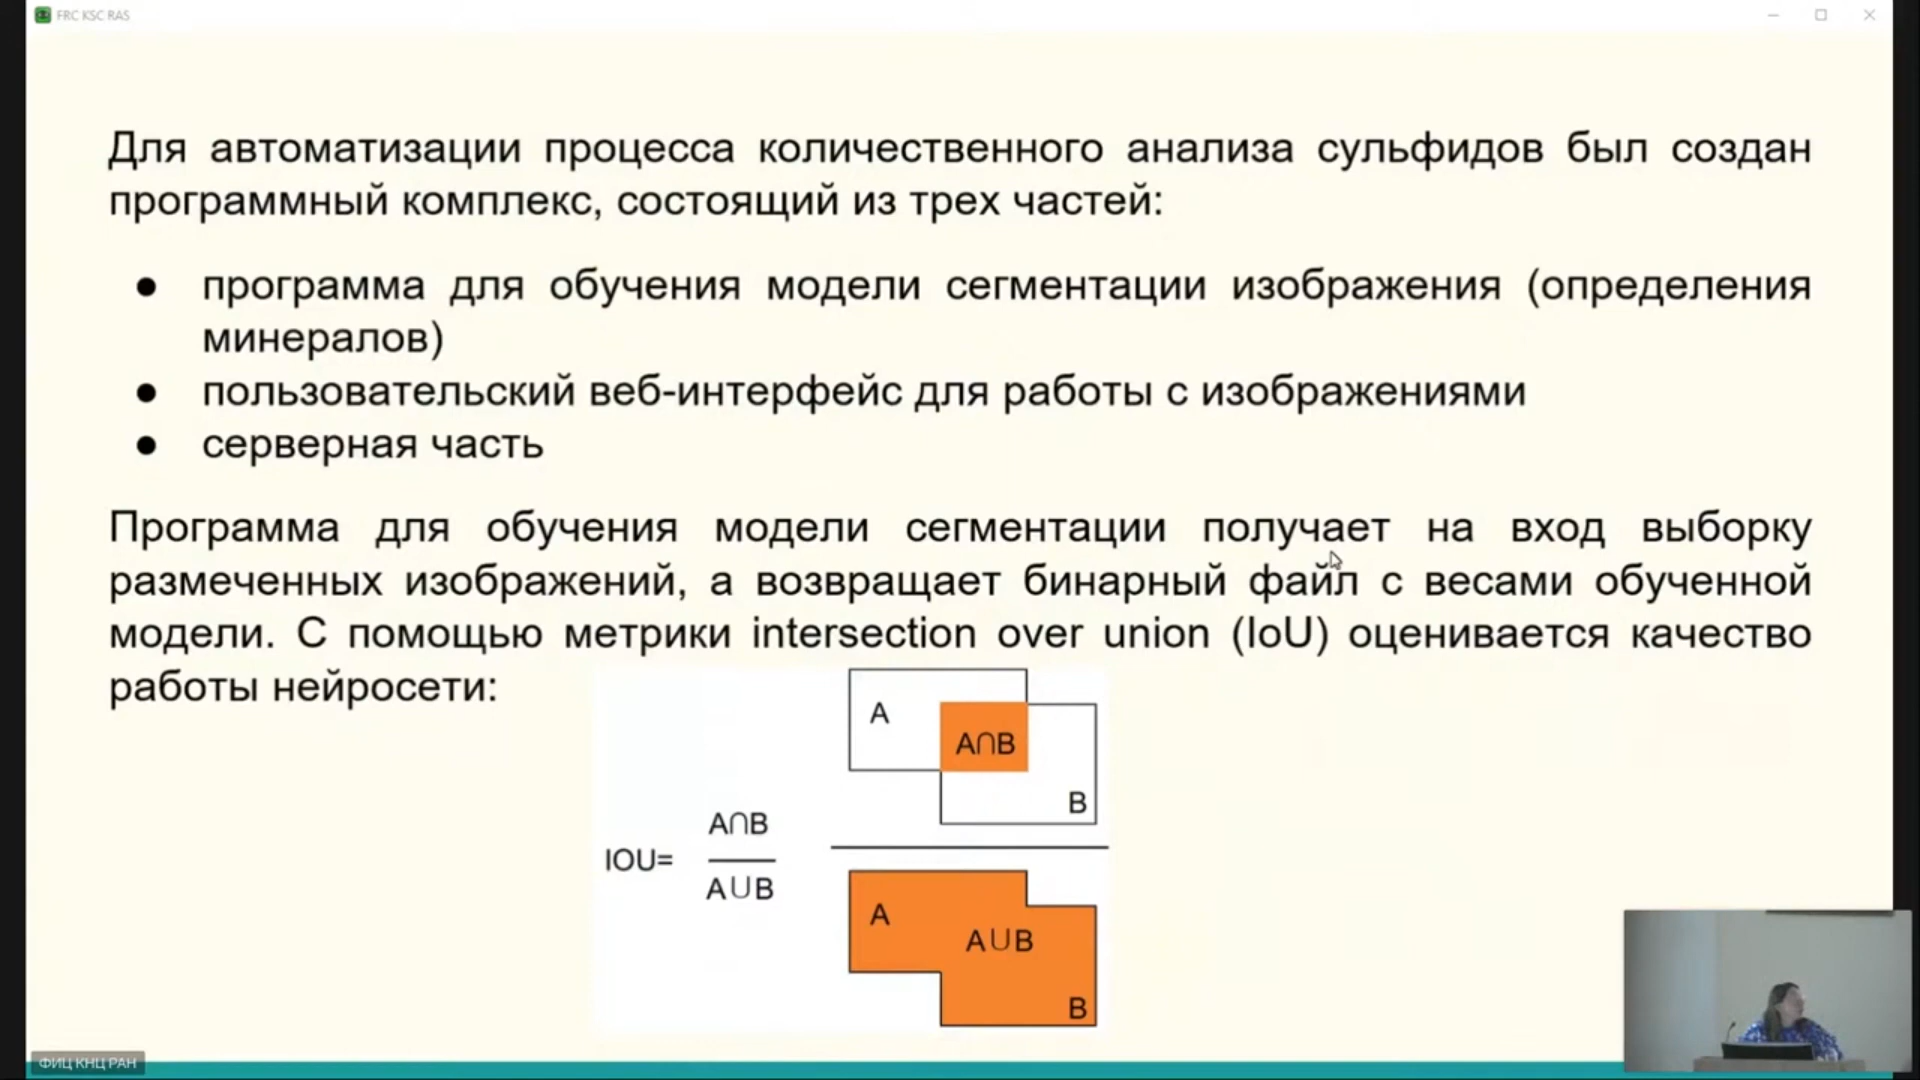 FRC KSC RAS
Для автоматизации процесса количественного анализа сульфидов был создан
программный комплекс, состоящий из трех частей:
● программа для обучения модели сегментации изображения (определения
минералов)
● пользовательский веб-интерфейс для работы с изображениями
● серверная часть
Программа для обучения модели сегментации получает на вход выборку
размеченных изображений, а возвращает бинарный файл с весами обученной
модели. С помощью метрики intersection over union (IoU) оценивается качество
работы нейросети:
A
A∩B
B
IOU=
A∩B
A∪B
A
A∪B
B
ФИЦ КНЦ РАН